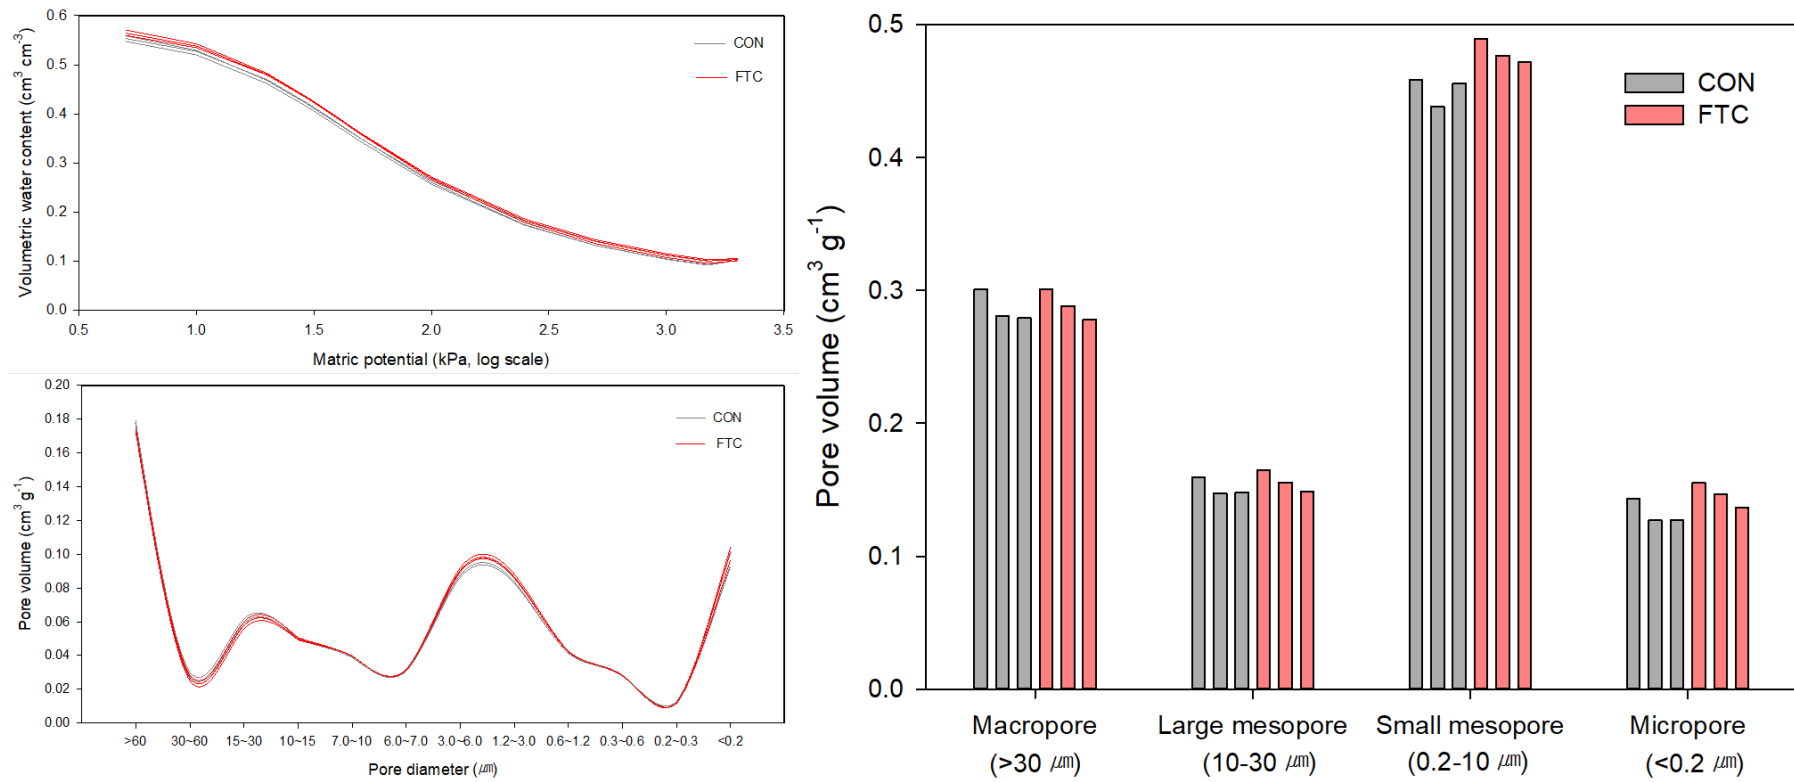 0.6
0.5
0.4
0.3
0.2
0.1
0.0
Volumetric water content (cm³ cm⁻³)
CON
FTC
0.5 1.0 1.5 2.0 2.5 3.0 3.5
Matric potential (kPa, log scale)
0.20
0.18
0.16
0.14
0.12
0.10
0.08
0.06
0.04
0.02
0.00
Pore volume (cm³ g⁻¹)
CON
FTC
>60 30~60 15~30 10~15 7.0~10 6.0~7.0 3.0~6.0 1.2~3.0 0.6~1.2 0.3~0.6 0.2~0.3 <0.2
Pore diameter (㎛)
0.5
0.4
0.3
0.2
0.1
0.0
Pore volume (cm³ g⁻¹)
CON
FTC
Macropore Large mesopore Small mesopore Micropore
(>30 ㎛) (10-30 ㎛) (0.2-10 ㎛) (<0.2 ㎛)